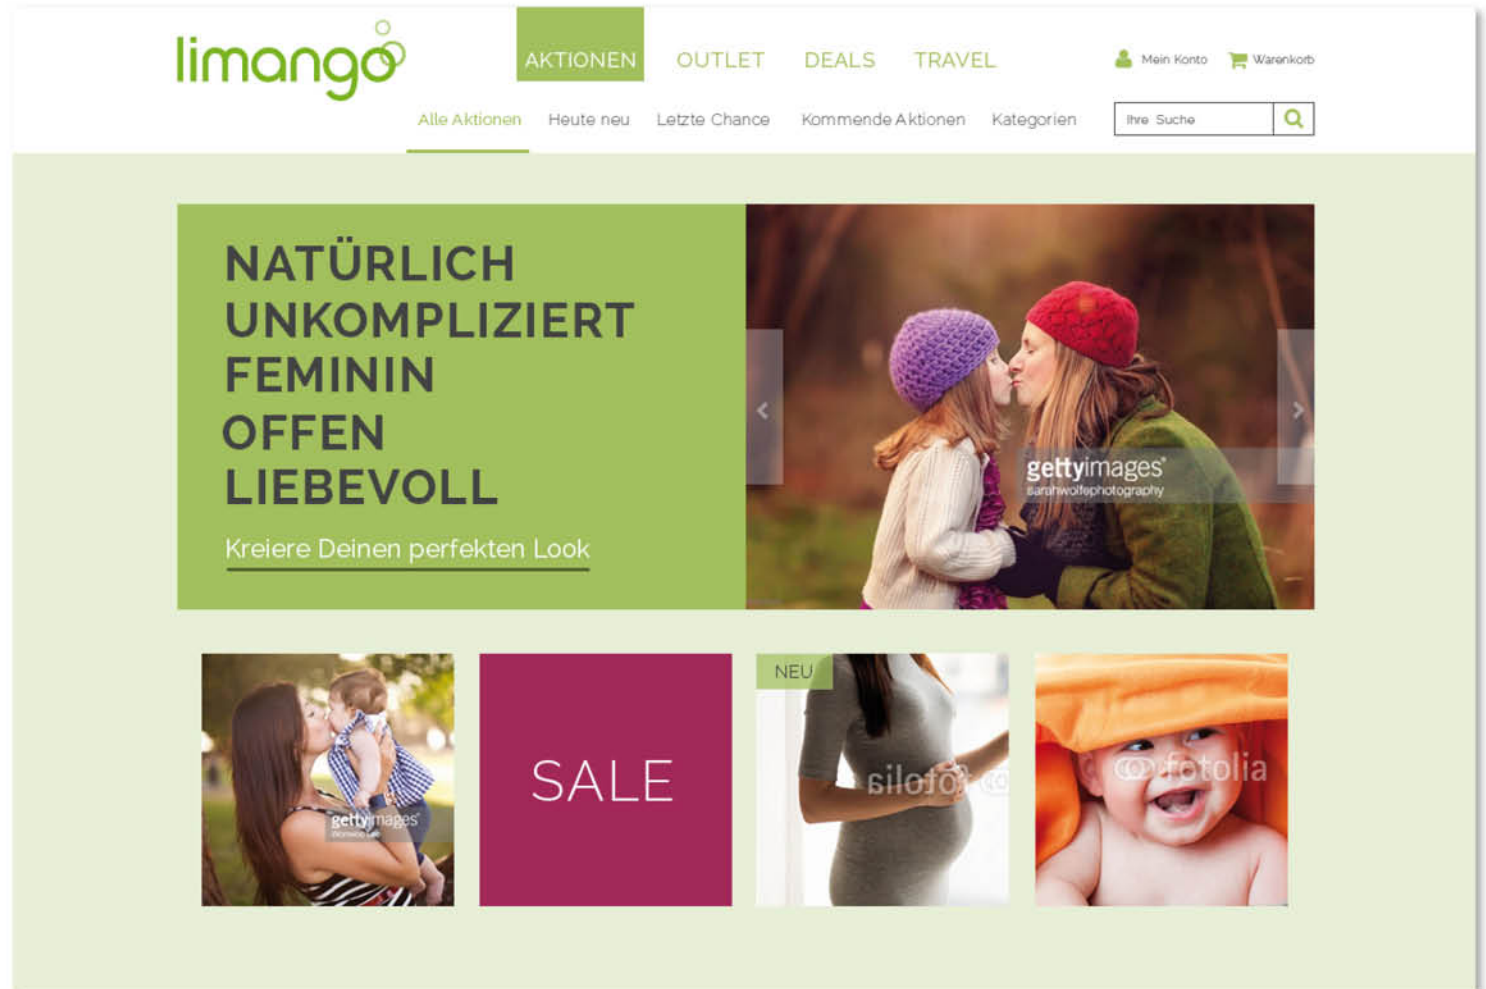 limango
AKTIONEN OUTLET DEALS TRAVEL
Mein Konto Warenkorb
Alle Aktionen Heute neu Letzte Chance Kommende Aktionen Kategorien
Ihre Suche
NATÜRLICH
UNKOMPLIZIERT
FEMININ
OFFEN
LIEBEVOLL
Kreiere Deinen perfekten Look
gettyimages®
sarahwolfephotography
gettyimages®
SALE
NEU
fotolia
fotolia